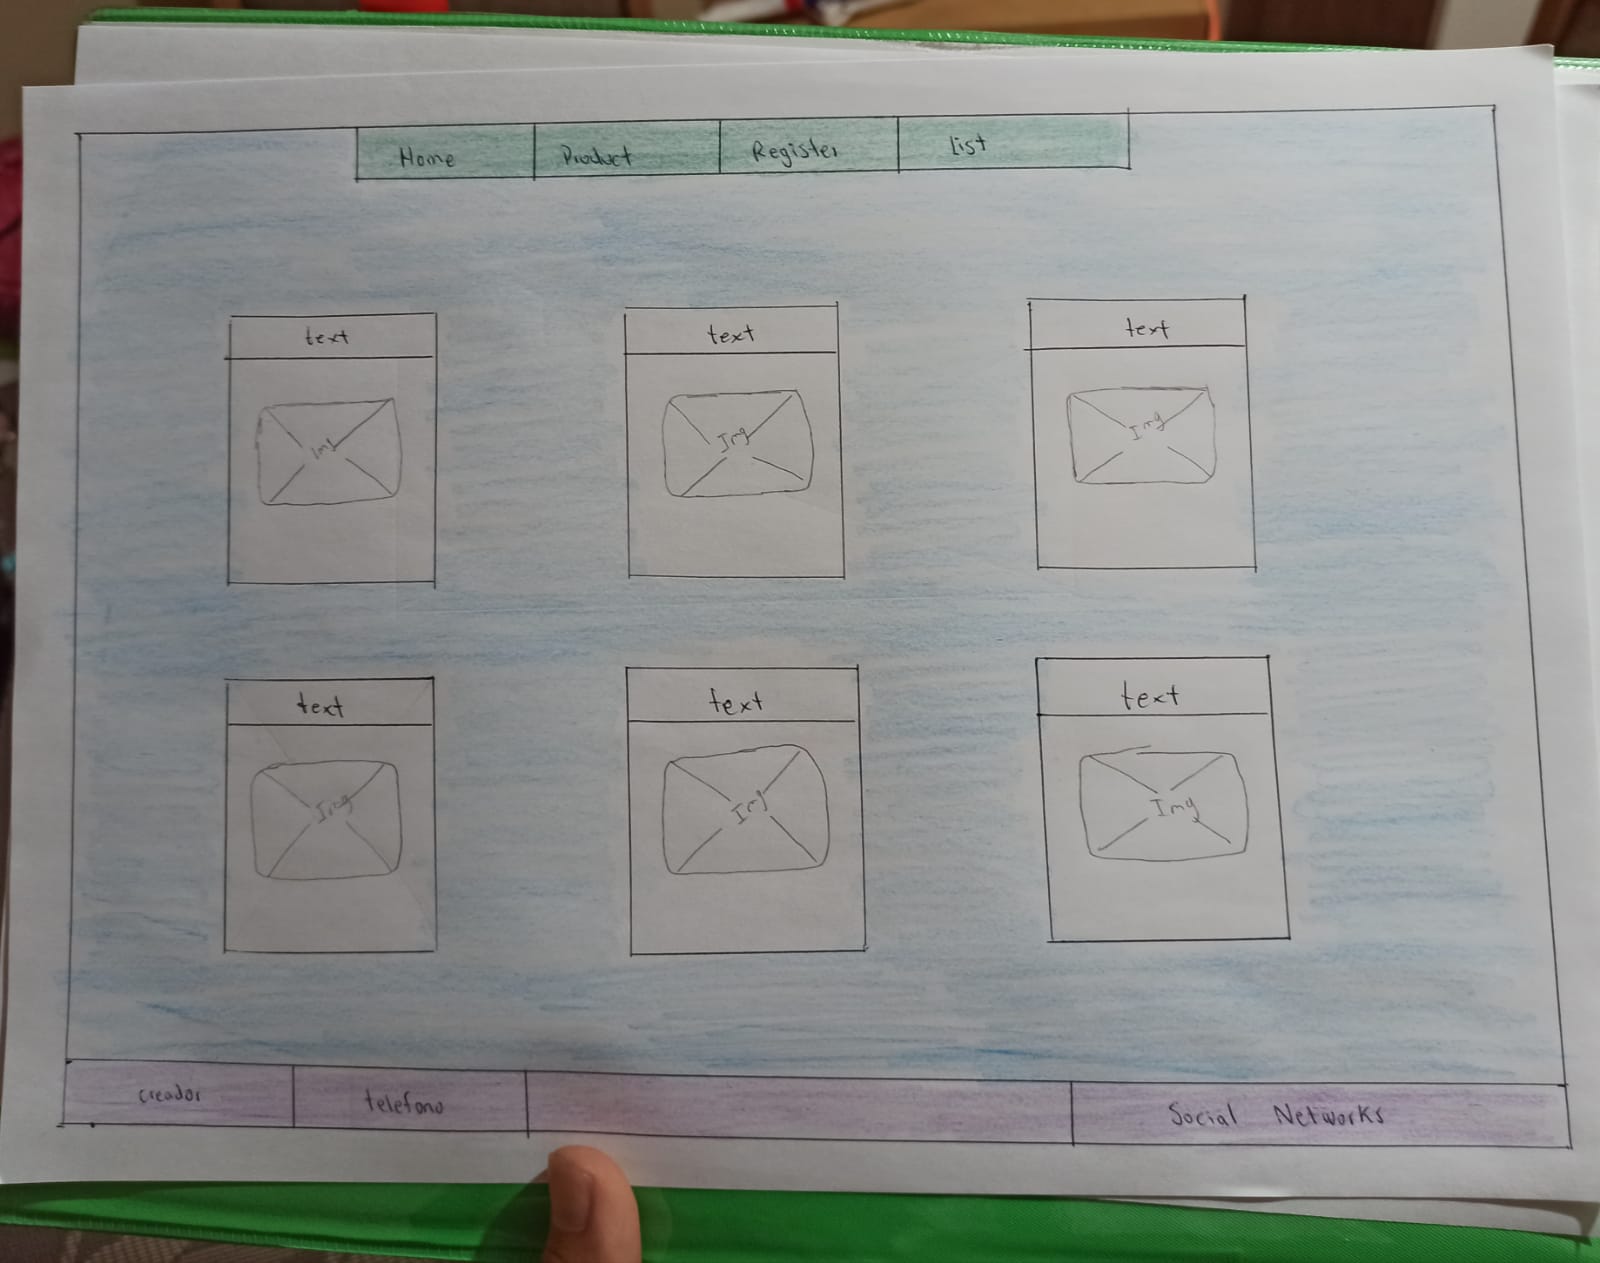 Home Product Register List
text text text
Img Img Img
text text text
Img Img Img
creador telefono Social Networks